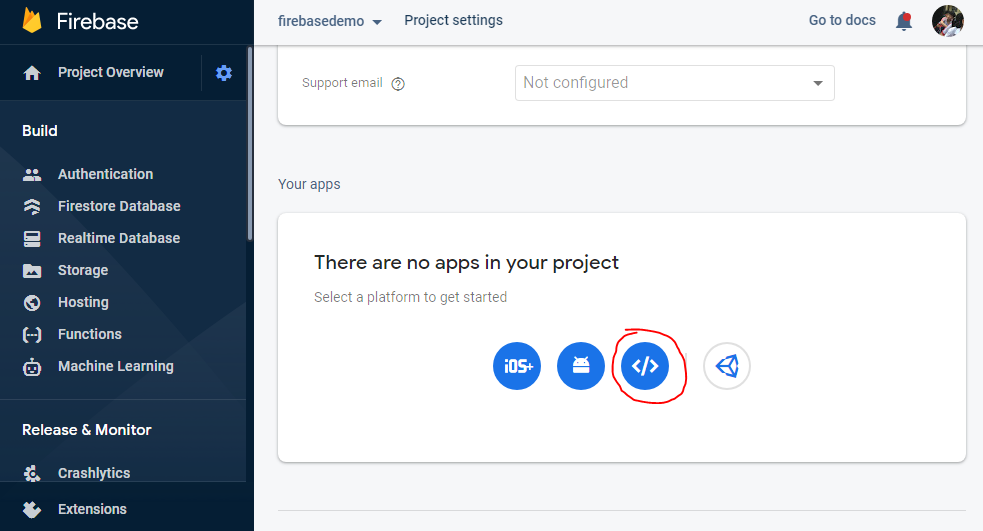 Firebase
firebasedemo
Project settings
Go to docs
Project Overview
Support email
Not configured
Build
Authentication
Firestore Database
Realtime Database
Storage
Hosting
Functions
Machine Learning
Release & Monitor
Crashlytics
Extensions
Your apps
There are no apps in your project
Select a platform to get started
iOS+
</>